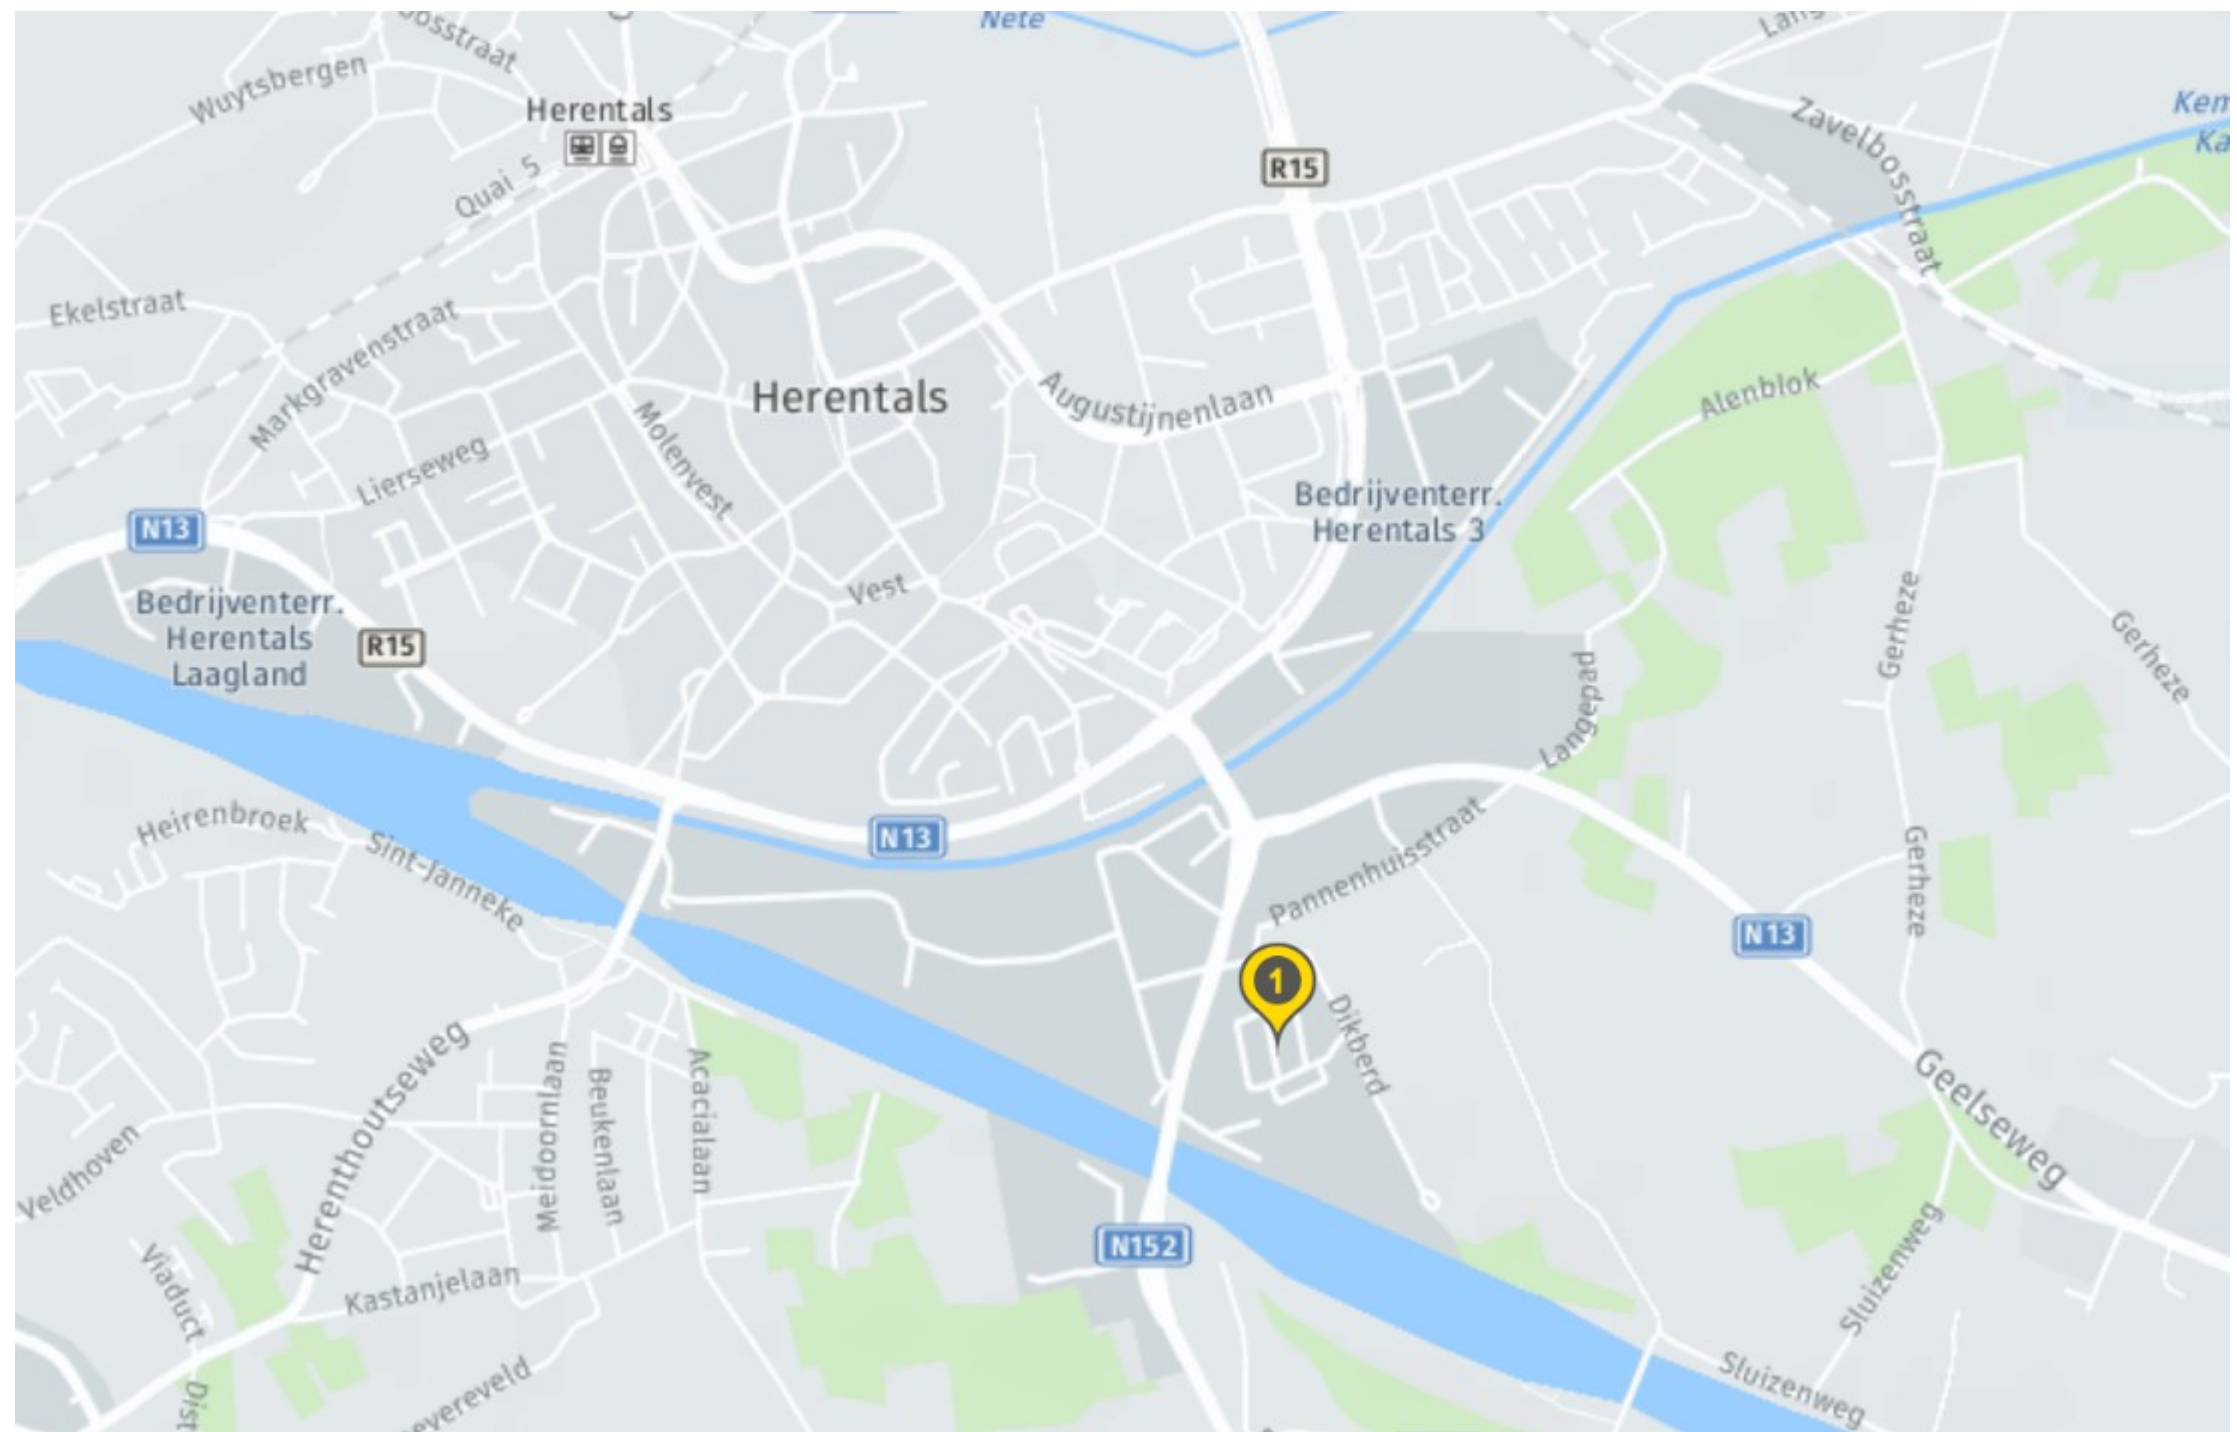 Nete
Wuytsbergen
Herentals
Quai 5
R15
Zavelbosstraat
Ekelstraat
Markgravenstraat
Herentals
Augustijnenlaan
Alenblok
Molenvest
Lierseweg
N13
Bedrijventerr.
Herentals 3
Vest
Bedrijventerr.
Herentals
Laagland
R15
Gerheze
Gerheze
Langepad
Heirenbroek
Sint-Janneke
N13
Pannenhuisstraat
Gerheze
N13
1
Dikberd
Herenthoutseweg
Meidoornlaan
Beukenlaan
Acacialaan
Geelseweg
Veldhoven
Viaduct
N152
Kastanjelaan
Sluizenweg
Sluizenweg